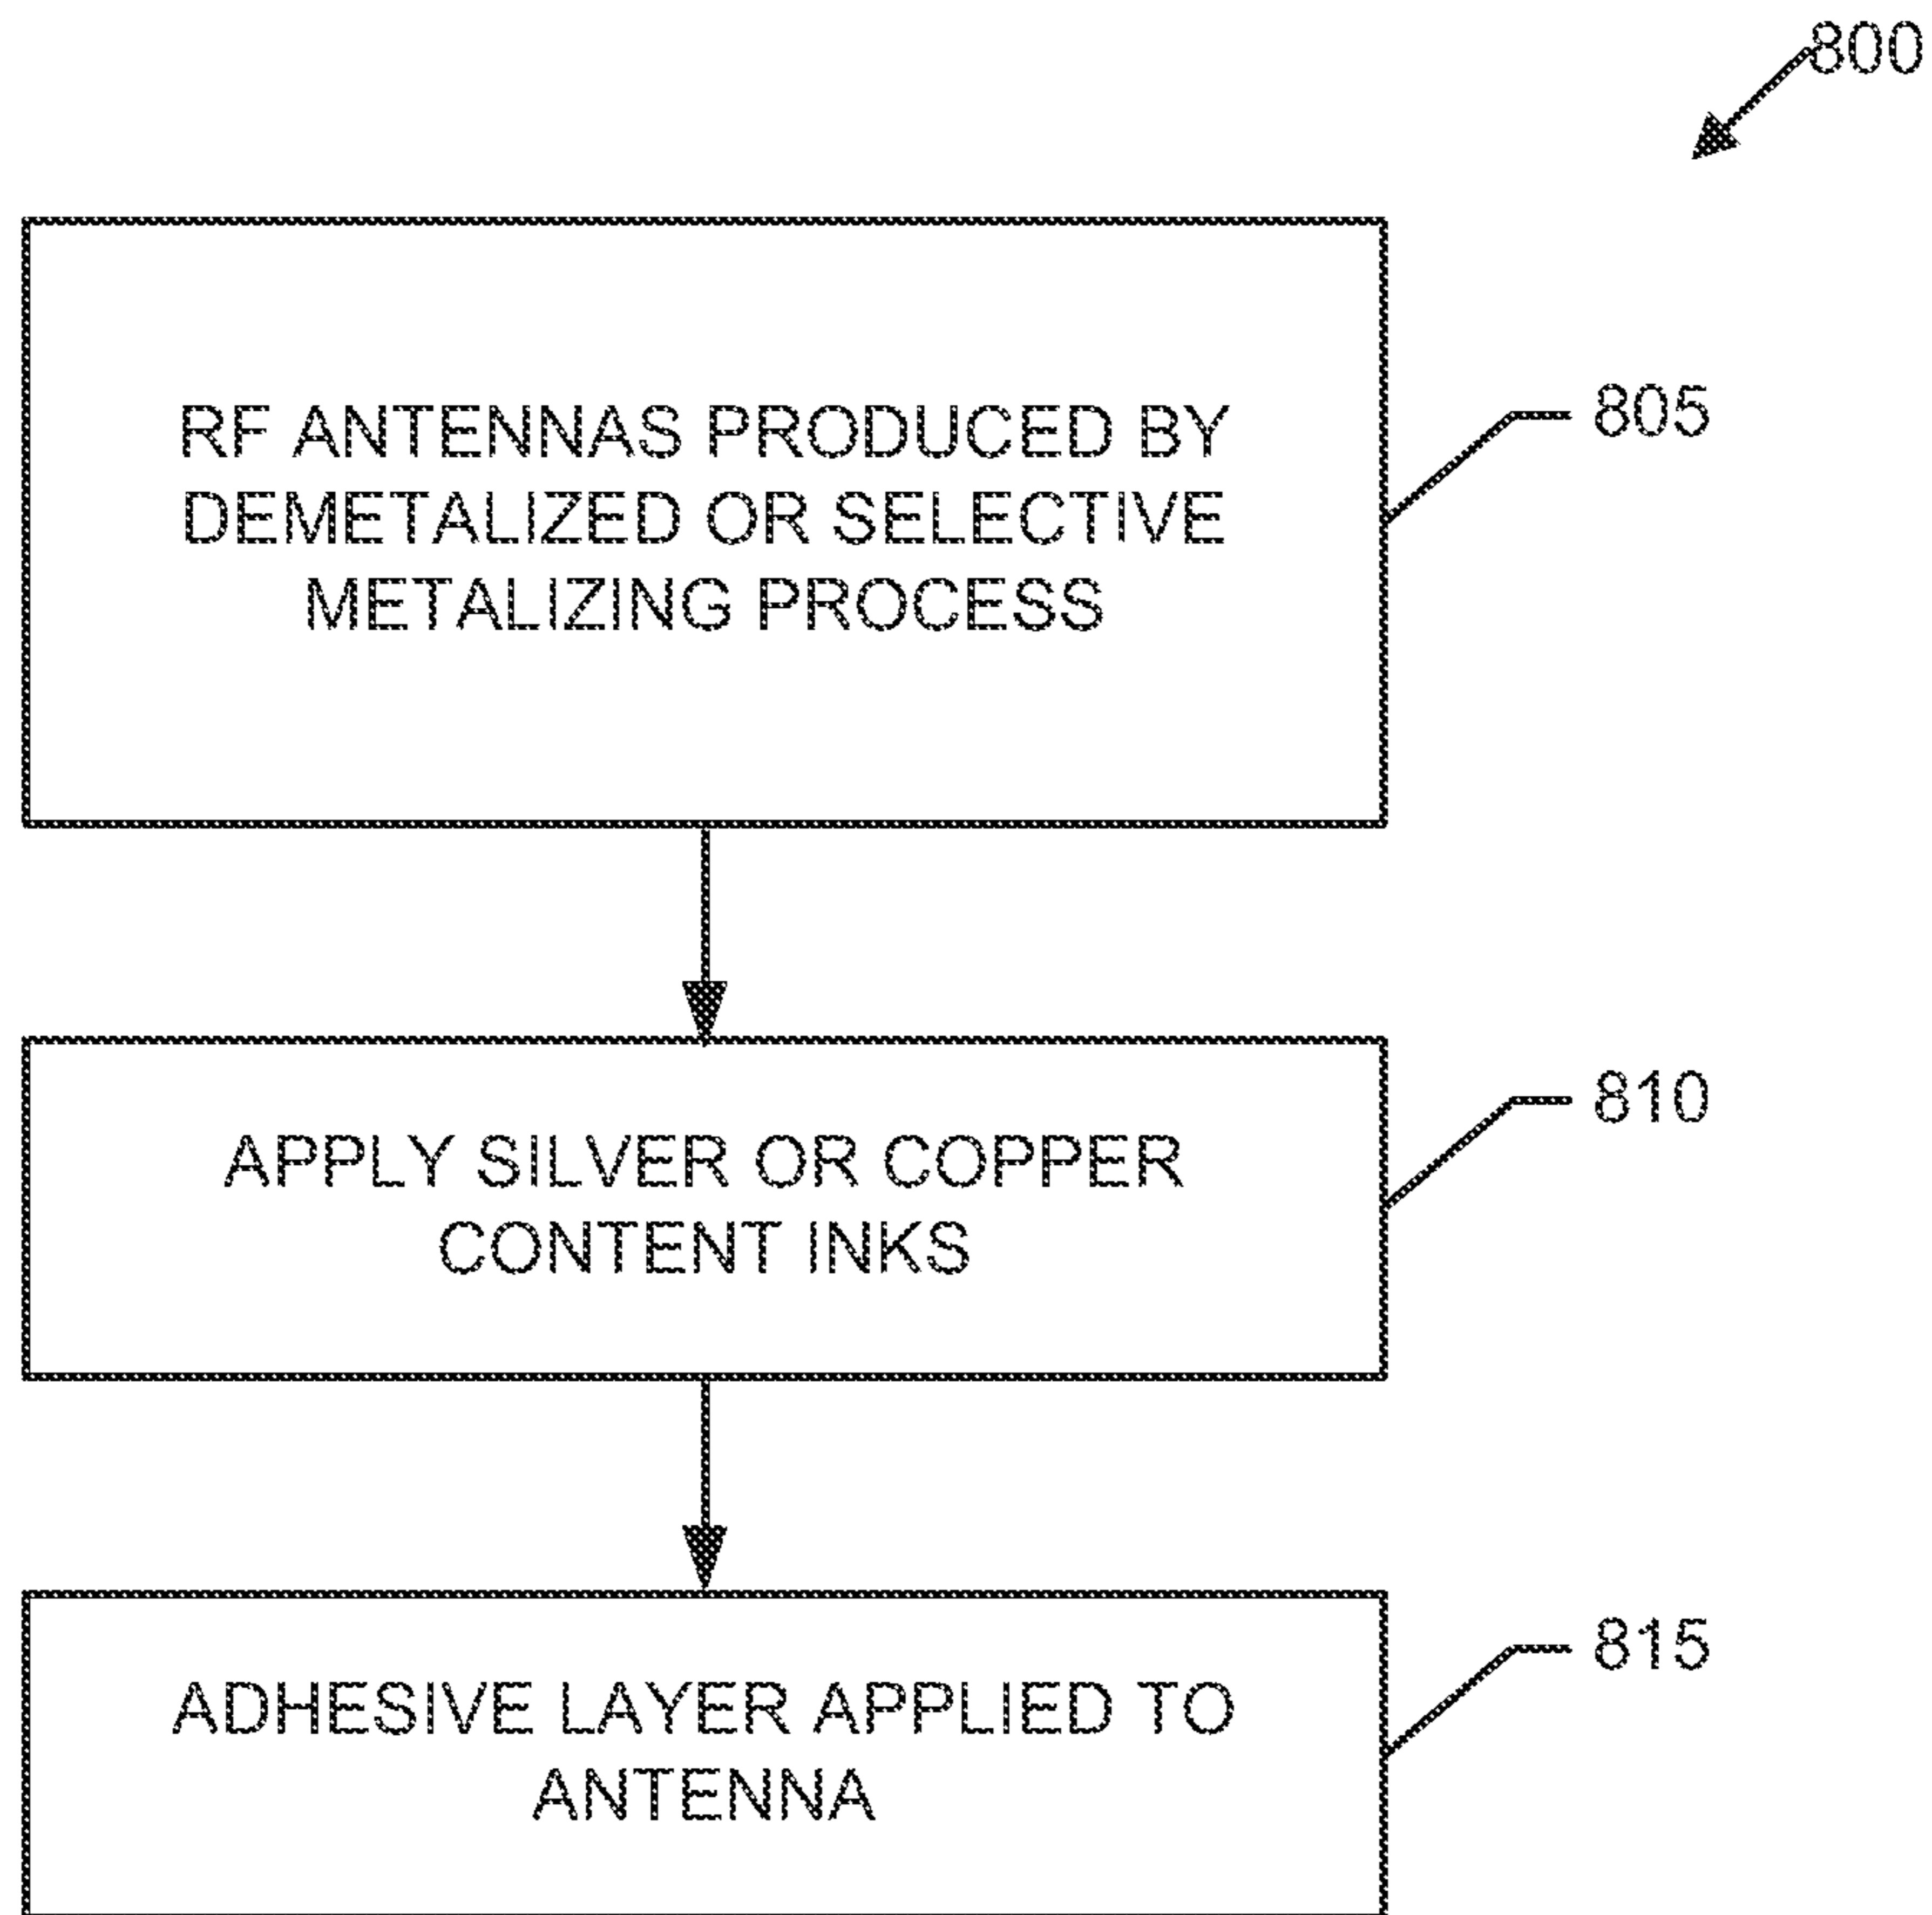 800
RF ANTENNAS PRODUCED BY
DEMETALIZED OR SELECTIVE
METALIZING PROCESS
805
APPLY SILVER OR COPPER
CONTENT INKS
810
ADHESIVE LAYER APPLIED TO
ANTENNA
815